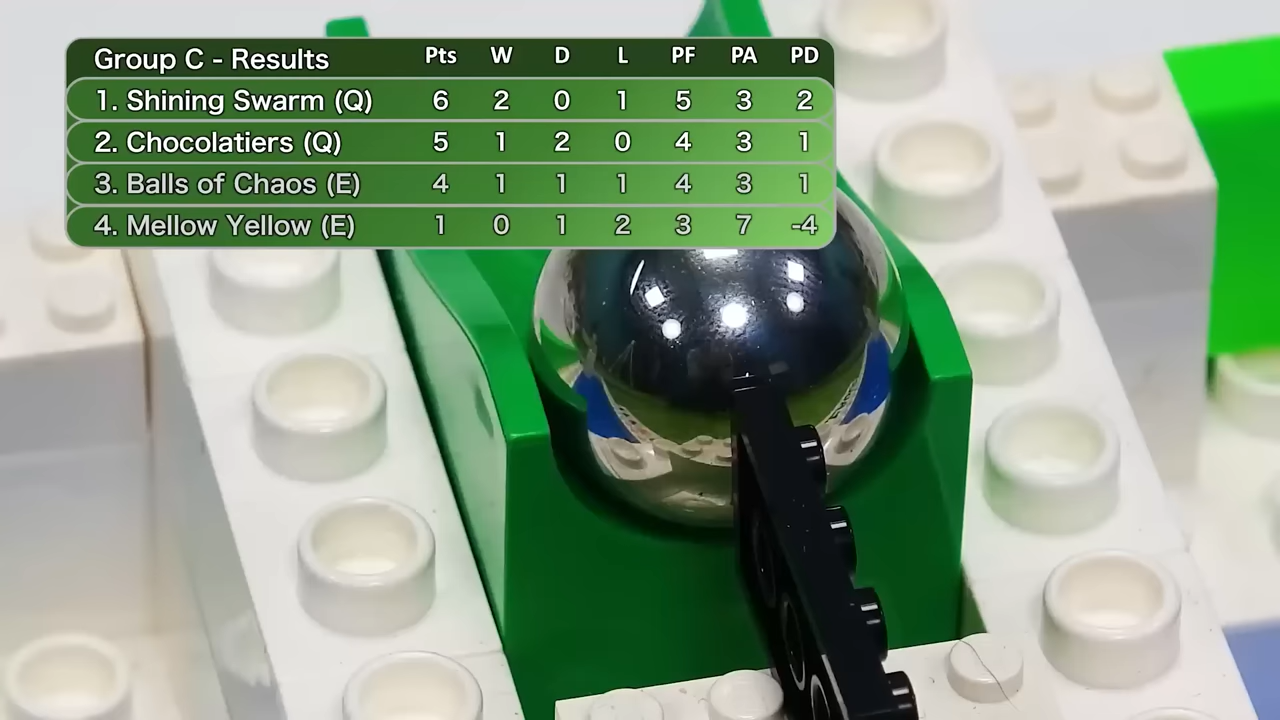 Group C - Results Pts W D L PF PA PD
1. Shining Swarm (Q) 6 2 0 1 5 3 2
2. Chocolatiers (Q) 5 1 2 0 4 3 1
3. Balls of Chaos (E) 4 1 1 1 4 3 1
4. Mellow Yellow (E) 1 0 1 2 3 7 -4